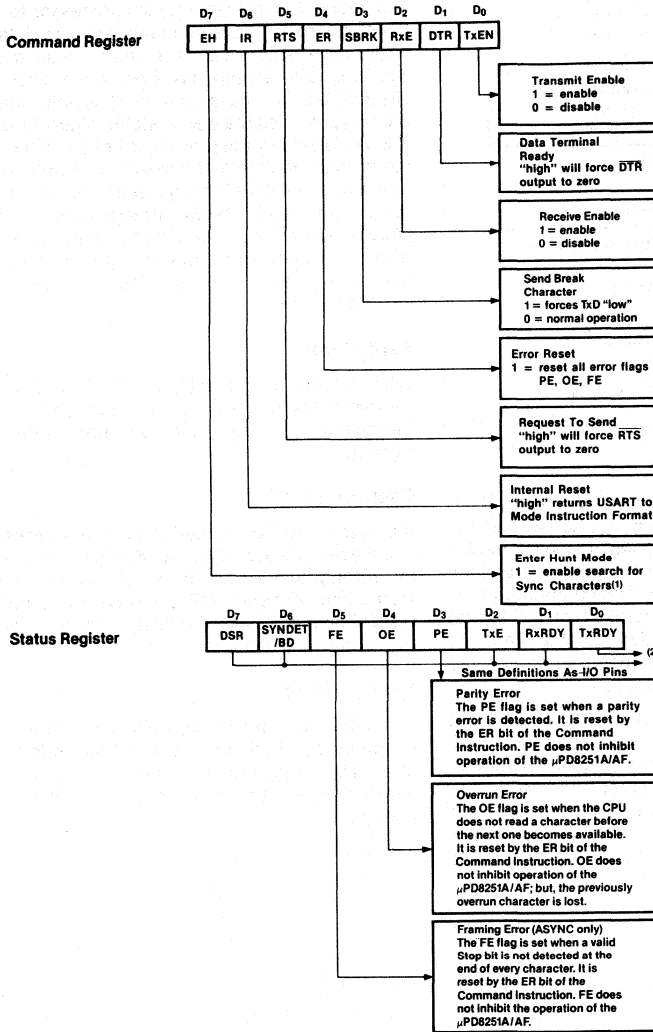 Command Register
D7 D6 D5 D4 D3 D2 D1 D0
EH IR RTS ER SBRK RxE DTR TxEN
Transmit Enable
1 = enable
0 = disable
Data Terminal
Ready
"high" will force DTR
output to zero
Receive Enable
1 = enable
0 = disable
Send Break
Character
1 = forces TxD "low"
0 = normal operation
Error Reset
1 = reset all error flags
PE, OE, FE
Request To Send
"high" will force RTS
output to zero
Internal Reset
"high" returns USART to
Mode Instruction Format
Enter Hunt Mode
1 = enable search for
Sync Characters(1)
Status Register
D7 D6 D5 D4 D3 D2 D1 D0
DSR SYNDET/BD FE OE PE TxE RxRDY TxRDY
(2
Same Definitions As I/O Pins
Parity Error
The PE flag is set when a parity
error is detected. It is reset by
the ER bit of the Command
Instruction. PE does not inhibit
operation of the µPD8251A/AF.
Overrun Error
The OE flag is set when the CPU
does not read a character before
the next one becomes available.
It is reset by the ER bit of the
Command Instruction. OE does
not inhibit operation of the
µPD8251A/AF; but, the previously
overrun character is lost.
Framing Error (ASYNC only)
The FE flag is set when a valid
Stop bit is not detected at the
end of every character. It is
reset by the ER bit of the
Command Instruction. FE does
not inhibit the operation of the
µPD8251A/AF.